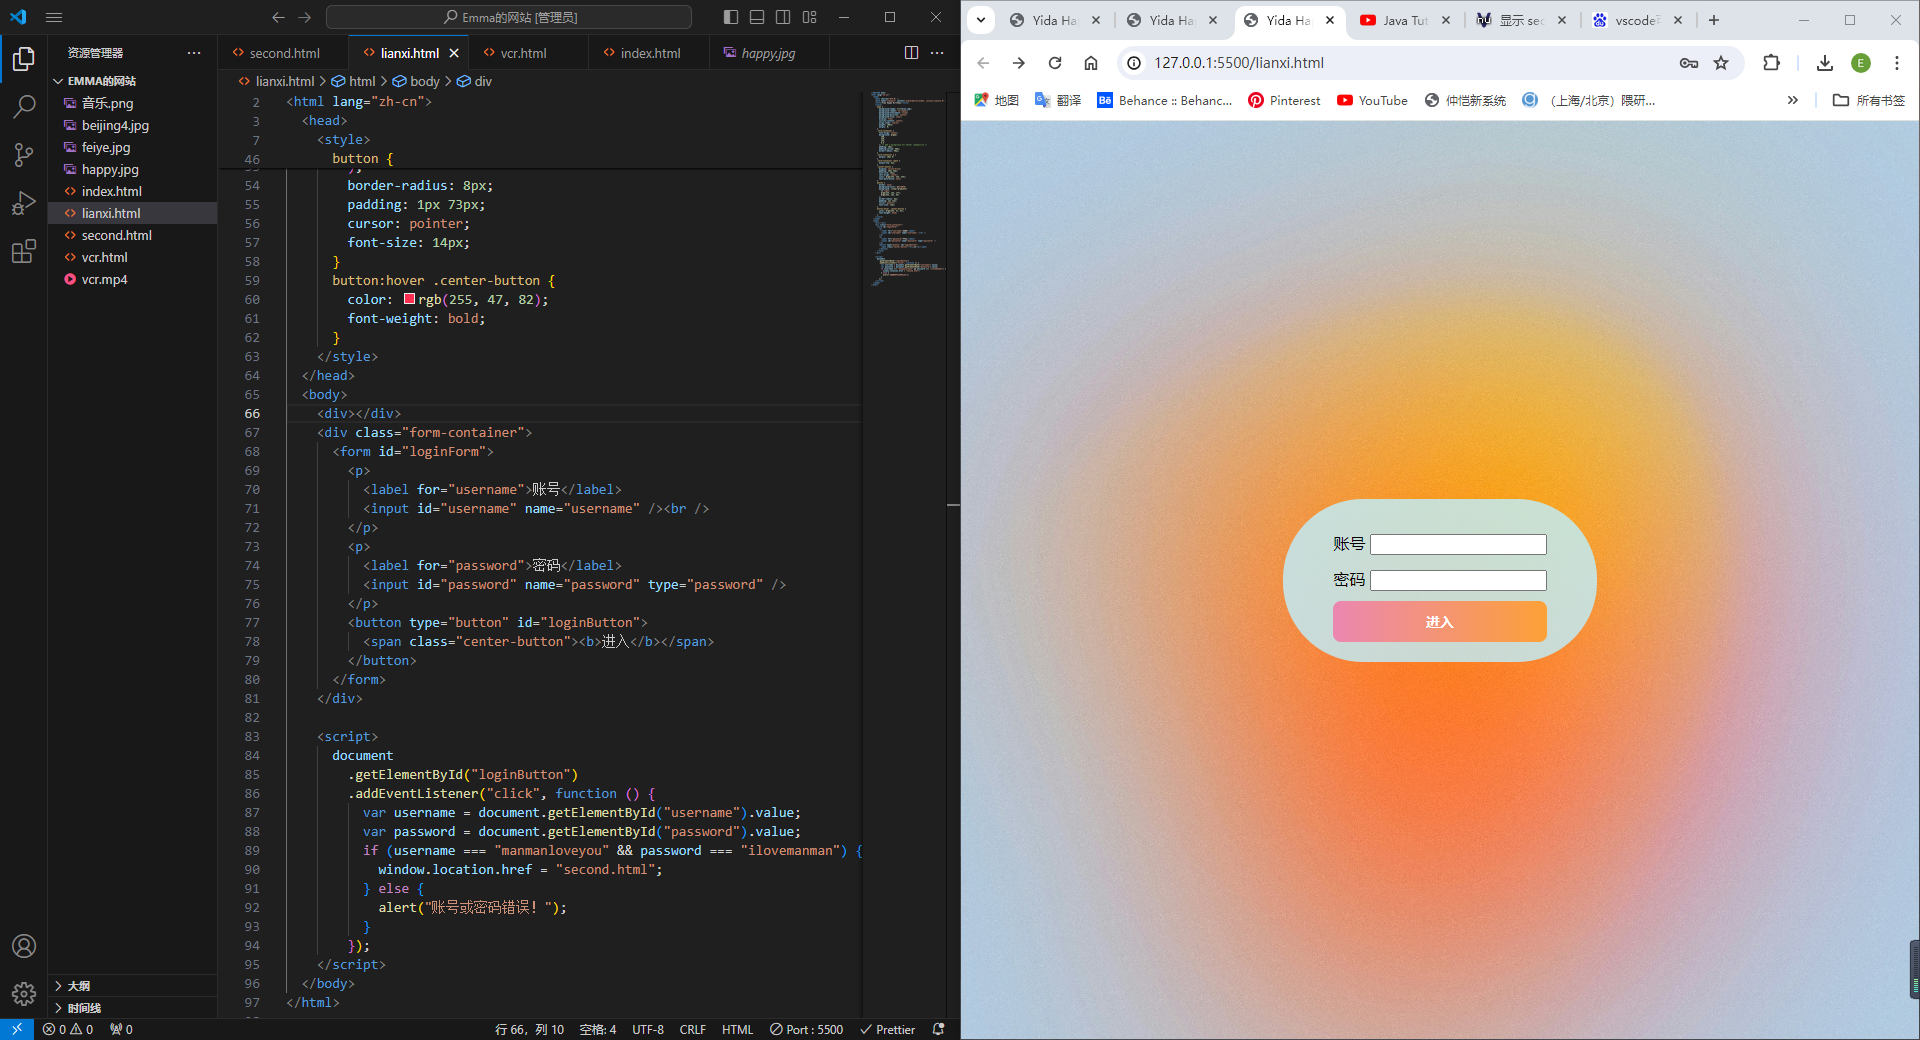 Emma的网站 [管理员]
资源管理器
second.html
lianxi.html
vcr.html
index.html
happy.jpg
EMMA的网站
lianxi.html > html > body > div
音乐.png
beijing4.jpg
feiye.jpg
happy.jpg
index.html
lianxi.html
second.html
vcr.html
vcr.mp4
大纲
时间线
2 <html lang="zh-cn">
3 <head>
7 <style>
46 button {
54 border-radius: 8px;
55 padding: 1px 73px;
56 cursor: pointer;
57 font-size: 14px;
58 }
59 button:hover .center-button {
60 color: rgb(255, 47, 82);
61 font-weight: bold;
62 }
63 </style>
64 </head>
65 <body>
66 <div></div>
67 <div class="form-container">
68 <form id="loginForm">
69 <p>
70 <label for="username">账号</label>
71 <input id="username" name="username" /><br />
72 </p>
73 <p>
74 <label for="password">密码</label>
75 <input id="password" name="password" type="password" />
76 </p>
77 <button type="button" id="loginButton">
78 <span class="center-button"><b>进入</b></span>
79 </button>
80 </form>
81 </div>
82
83 <script>
84 document
85 .getElementById("loginButton")
86 .addEventListener("click", function () {
87 var username = document.getElementById("username").value;
88 var password = document.getElementById("password").value;
89 if (username === "manmanloveyou" && password === "ilovemanman") {
90 window.location.href = "second.html";
91 } else {
92 alert("账号或密码错误！");
93 }
94 });
95 </script>
96 </body>
97 </html>
0 0 0
行 66，列 10 空格: 4 UTF-8 CRLF HTML Port : 5500 Prettier
Yida Ha
Yida Ha
Yida Ha
Java Tut
显示 sec
vscode
127.0.0.1:5500/lianxi.html
E
地图
翻译
Behance :: Behanc...
Pinterest
YouTube
仲恺新系统
（上海/北京）隈研...
所有书签
账号
密码
进入